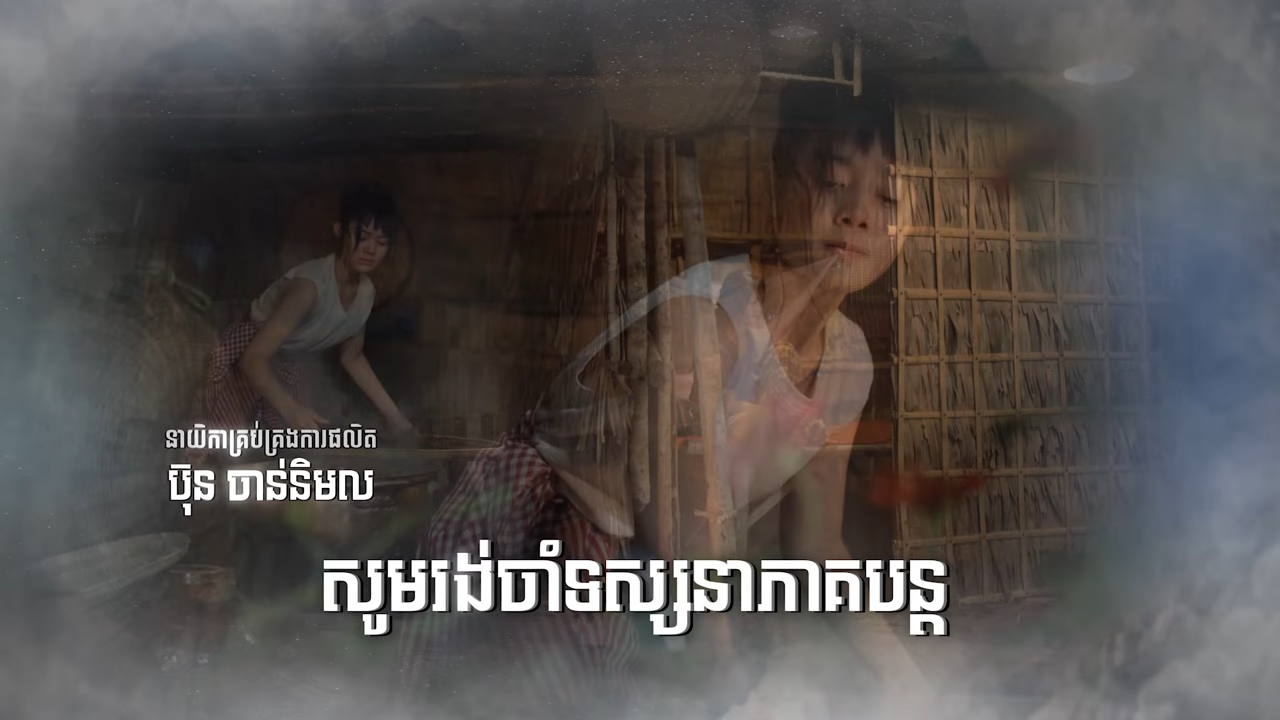 នាយិកាគ្រប់គ្រងការផលិត
ប៊ុន ចាន់និមល
សូមរង់ចាំទស្សនាភាគបន្ត